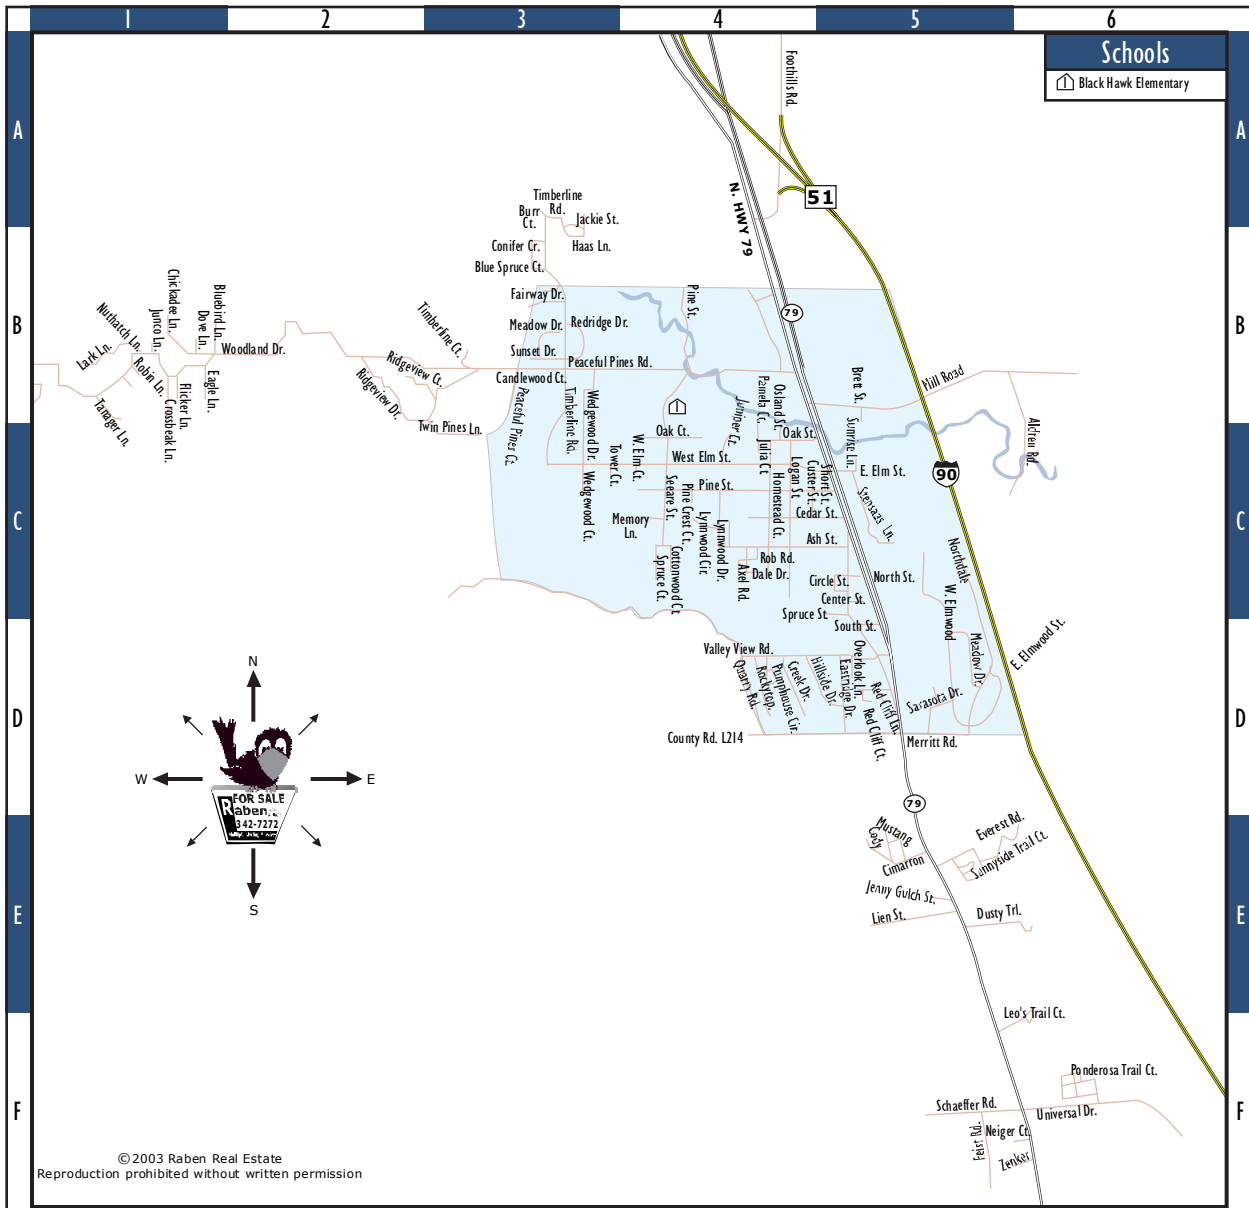 1
2
3
4
5
6
A
B
C
D
E
F
A
B
C
D
E
F
Schools
1 Black Hawk Elementary
Foothills Rd.
51
N. HWY 79
Timberline
Rd.
Burr
Ct.
Jackie St.
Conifer Cr.
Haas Ln.
Blue Spruce Ct.
Fairway Dr.
Pine St.
Meadow Dr.
Redridge Dr.
79
Sunset Dr.
Peaceful Pines Rd.
Candlewood Ct.
Chickadee Ln.
Bluebird Ln.
Nuthatch Ln.
Junco Ln.
Dove Ln.
Woodland Dr.
Lark Ln.
Robin Ln.
Ricker Ln.
Eagle Ln.
Crossbeak Ln.
Tanager Ln.
Timberline Ct.
Ridgeview Ct.
Ridgeview Dr.
Twin Pines Ln.
Peaceful Pines Ct.
Timberline Rd.
Wedgewood Dr.
Wedgewood Ct.
Tower Ct.
W. Elm Ct.
1
Oak Ct.
Juniper Ct.
Pamela Ct.
Osland St.
Oak St.
Brett St.
Mill Road
Sunrise Ln.
Aldren Rd.
West Elm St.
Julia Ct
Logan St
Custer St.
Short St.
E. Elm St.
90
Seeare St.
Pine St.
Pine Crest Ct.
Homestead Ct.
Stensaas Ln.
Memory
Ln.
Lynnwood Cir.
Lynnwood Dr.
Cedar St.
Ash St.
Rob Rd.
Axel Rd.
Dale Dr.
Spruce Ct.
Cottonwood Ct
Circle St.
North St.
Center St.
Northdale
W. Elmwood
Spruce St.
South St.
E. Elmwood St.
Valley View Rd.
Meadow Dr.
Quarry Rd.
Rockytop.
Pumphouse Cir.
Creek Dr.
Hillside Dr.
Eastridge Dr.
Overlook Ln.
Red Cliff Ln.
Red Cliff Ct.
Sarasota Dr.
County Rd. L214
Merritt Rd.
N
W
E
S
FOR SALE
Raben
342-7272
79
Mustang
Cody
Cimarron
Everest Rd.
Sunnyside Trail Ct.
Jenny Gulch St.
Lien St.
Dusty Trl.
Leo's Trail Ct.
Ponderosa Trail Ct.
Schaeffer Rd.
Universal Dr.
Neiger Ct.
Zenker
©2003 Raben Real Estate
Reproduction prohibited without written permission